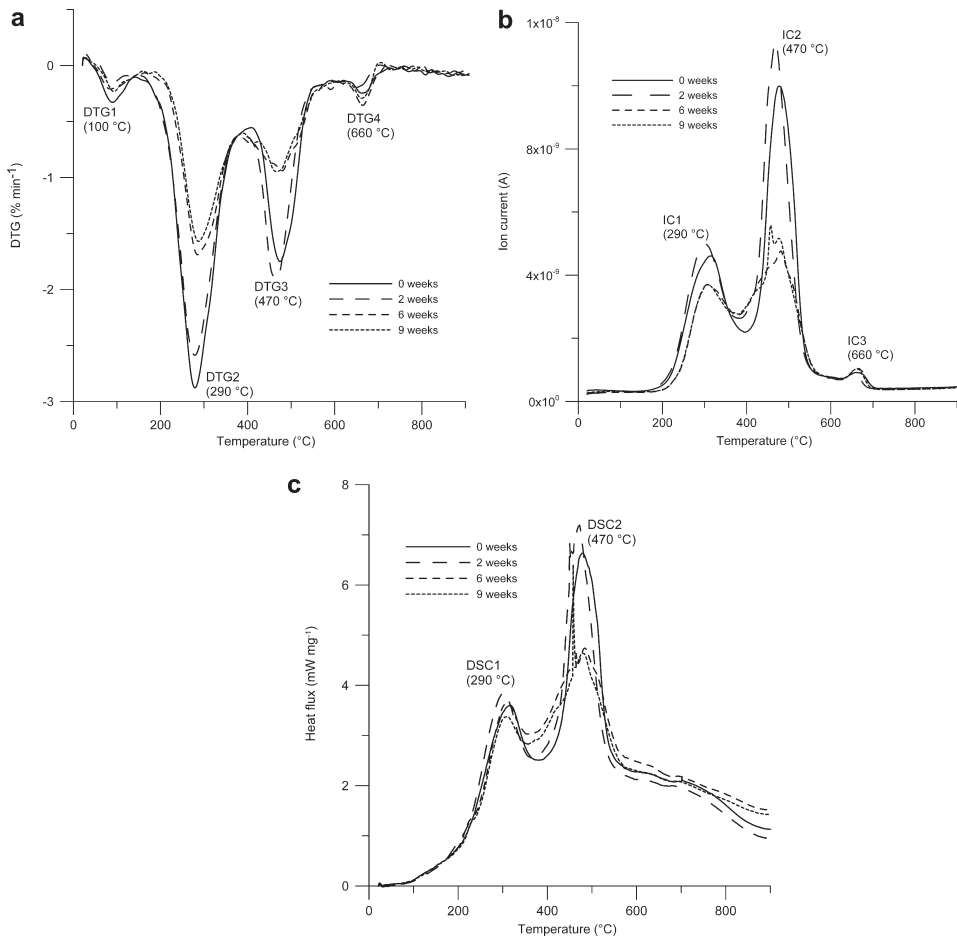 a
0
-1
-2
-3
DTG (% min⁻¹)
0
200
400
600
800
Temperature (°C)
DTG1
(100 °C)
DTG2
(290 °C)
DTG3
(470 °C)
DTG4
(660 °C)
0 weeks
2 weeks
6 weeks
9 weeks
b
1x10⁻⁸
8x10⁻⁹
4x10⁻⁹
0x10⁰
Ion current (A)
0
200
400
600
800
Temperature (°C)
IC1
(290 °C)
IC2
(470 °C)
IC3
(660 °C)
0 weeks
2 weeks
6 weeks
9 weeks
c
8
6
4
2
0
Heat flux (mW mg⁻¹)
0
200
400
600
800
Temperature (°C)
DSC1
(290 °C)
DSC2
(470 °C)
0 weeks
2 weeks
6 weeks
9 weeks